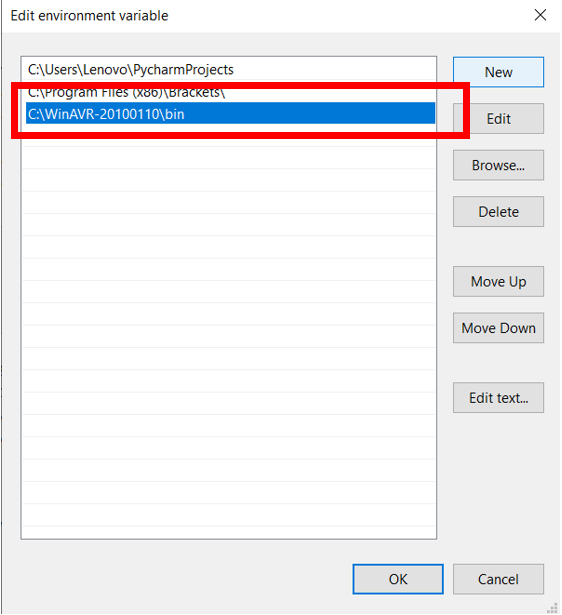 Edit environment variable
C:\Users\Lenovo\PycharmProjects
C:\Program Files (x86)\Brackets\
C:\WinAVR-20100110\bin
New
Edit
Browse...
Delete
Move Up
Move Down
Edit text...
OK
Cancel